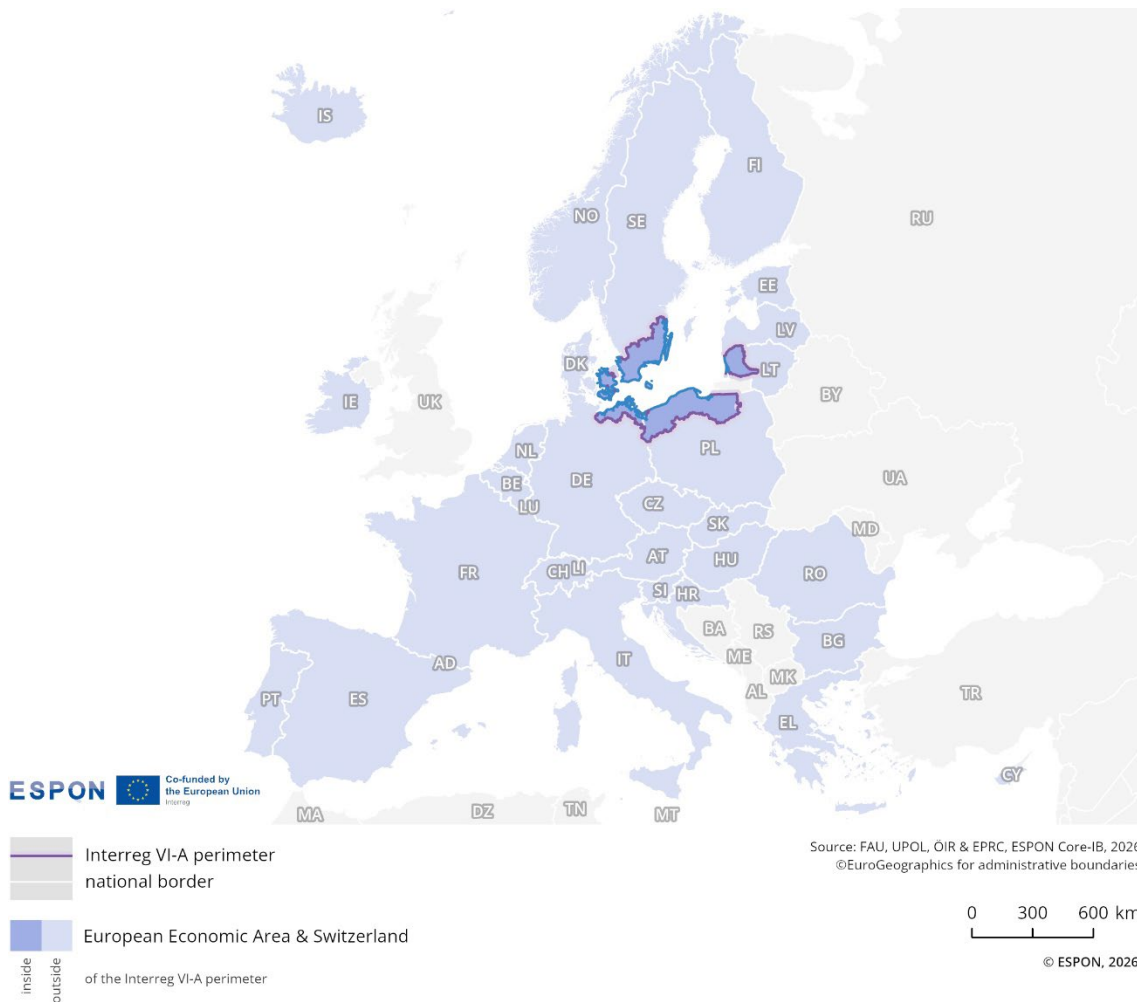 IS
FI
NO
SE
RU
EE
LV
DK
LT
IE
UK
BY
NL
PL
BE
DE
LU
UA
CZ
SK
MD
AT
HU
FR
CH
LI
RO
SI
HR
BA
RS
BG
IT
ME
AD
MK
PT
ES
AL
TR
EL
CY
MA
DZ
TN
MT
ESPON
Co-funded by
the European Union
Interreg
Interreg VI-A perimeter
national border
European Economic Area & Switzerland
inside
outside
of the Interreg VI-A perimeter
Source: FAU, UPOL, ÖIR & EPRC, ESPON Core-IB, 2026
©EuroGeographics for administrative boundaries
0 300 600 km
© ESPON, 2026